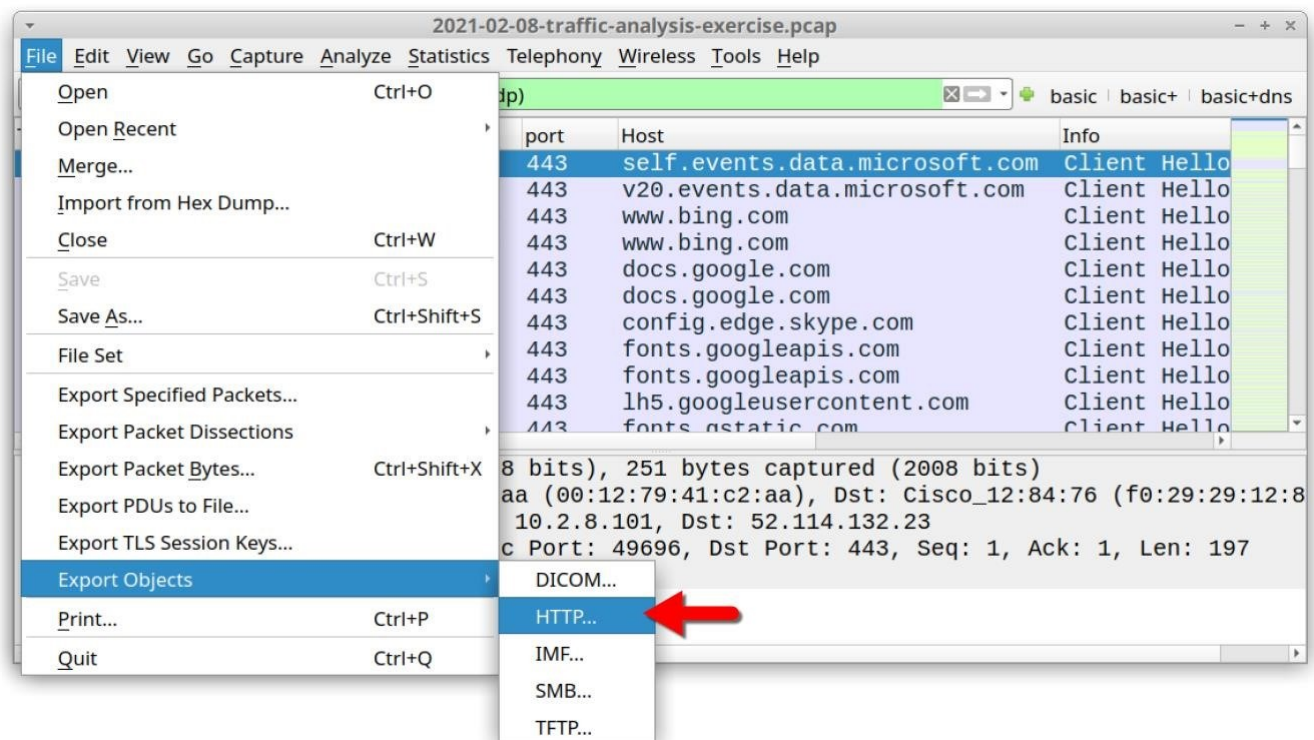 2021-02-08-traffic-analysis-exercise.pcap
File Edit View Go Capture Analyze Statistics Telephony Wireless Tools Help
Open Ctrl+O
Open Recent
Merge...
Import from Hex Dump...
Close Ctrl+W
Save Ctrl+S
Save As... Ctrl+Shift+S
File Set
Export Specified Packets...
Export Packet Dissections
Export Packet Bytes... Ctrl+Shift+X
Export PDUs to File...
Export TLS Session Keys...
Export Objects
Print... Ctrl+P
Quit Ctrl+Q
DICOM...
HTTP...
IMF...
SMB...
TFTP...
dp) basic basic+ basic+dns
port Host Info
443 self.events.data.microsoft.com Client Hello
443 v20.events.data.microsoft.com Client Hello
443 www.bing.com Client Hello
443 www.bing.com Client Hello
443 docs.google.com Client Hello
443 docs.google.com Client Hello
443 config.edge.skype.com Client Hello
443 fonts.googleapis.com Client Hello
443 fonts.googleapis.com Client Hello
443 lh5.googleusercontent.com Client Hello
443 fonts.gstatic.com Client Hello
8 bits), 251 bytes captured (2008 bits)
aa (00:12:79:41:c2:aa), Dst: Cisco_12:84:76 (f0:29:29:12:8
10.2.8.101, Dst: 52.114.132.23
c Port: 49696, Dst Port: 443, Seq: 1, Ack: 1, Len: 197